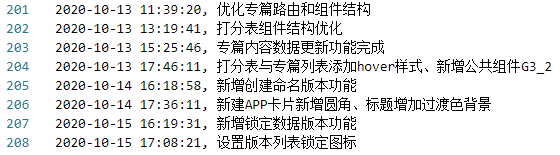 201 2020-10-13 11:39:20, 优化专篇路由和组件结构
202 2020-10-13 13:19:41, 打分表组件结构优化
203 2020-10-13 15:25:46, 专篇内容数据更新功能完成
204 2020-10-13 17:46:11, 打分表与专篇列表添加hover样式、新增公共组件G3_2
205 2020-10-14 16:18:58, 新增创建命名版本功能
206 2020-10-14 17:36:11, 新建APP卡片新增圆角、标题增加过渡色背景
207 2020-10-15 16:19:31, 新增锁定数据版本功能
208 2020-10-15 17:08:21, 设置版本列表锁定图标